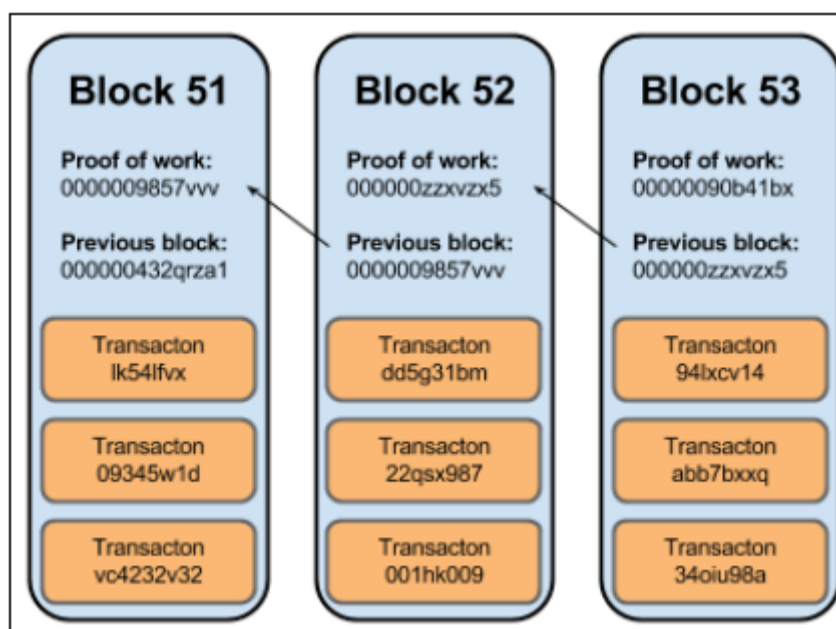 Block 51
Proof of work:
0000009857vvv
Previous block:
000000432qrza1
Transacton
lk54lfvx
Transacton
09345w1d
Transacton
vc4232v32
Block 52
Proof of work:
000000zzxvzx5
Previous block:
0000009857vvv
Transacton
dd5g31bm
Transacton
22qsx987
Transacton
001hk009
Block 53
Proof of work:
00000090b41bx
Previous block:
000000zzxvzx5
Transacton
94lxcv14
Transacton
abb7bxxq
Transacton
34oiu98a